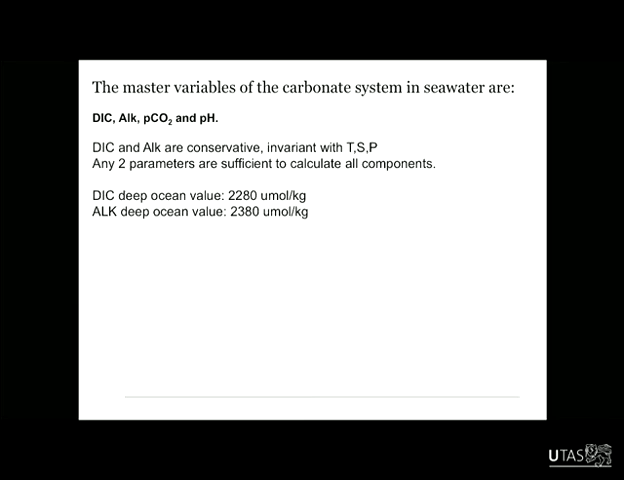 The master variables of the carbonate system in seawater are:
DIC, Alk, pCO₂ and pH.
DIC and Alk are conservative, invariant with T,S,P
Any 2 parameters are sufficient to calculate all components.
DIC deep ocean value: 2280 umol/kg
ALK deep ocean value: 2380 umol/kg
UTAS